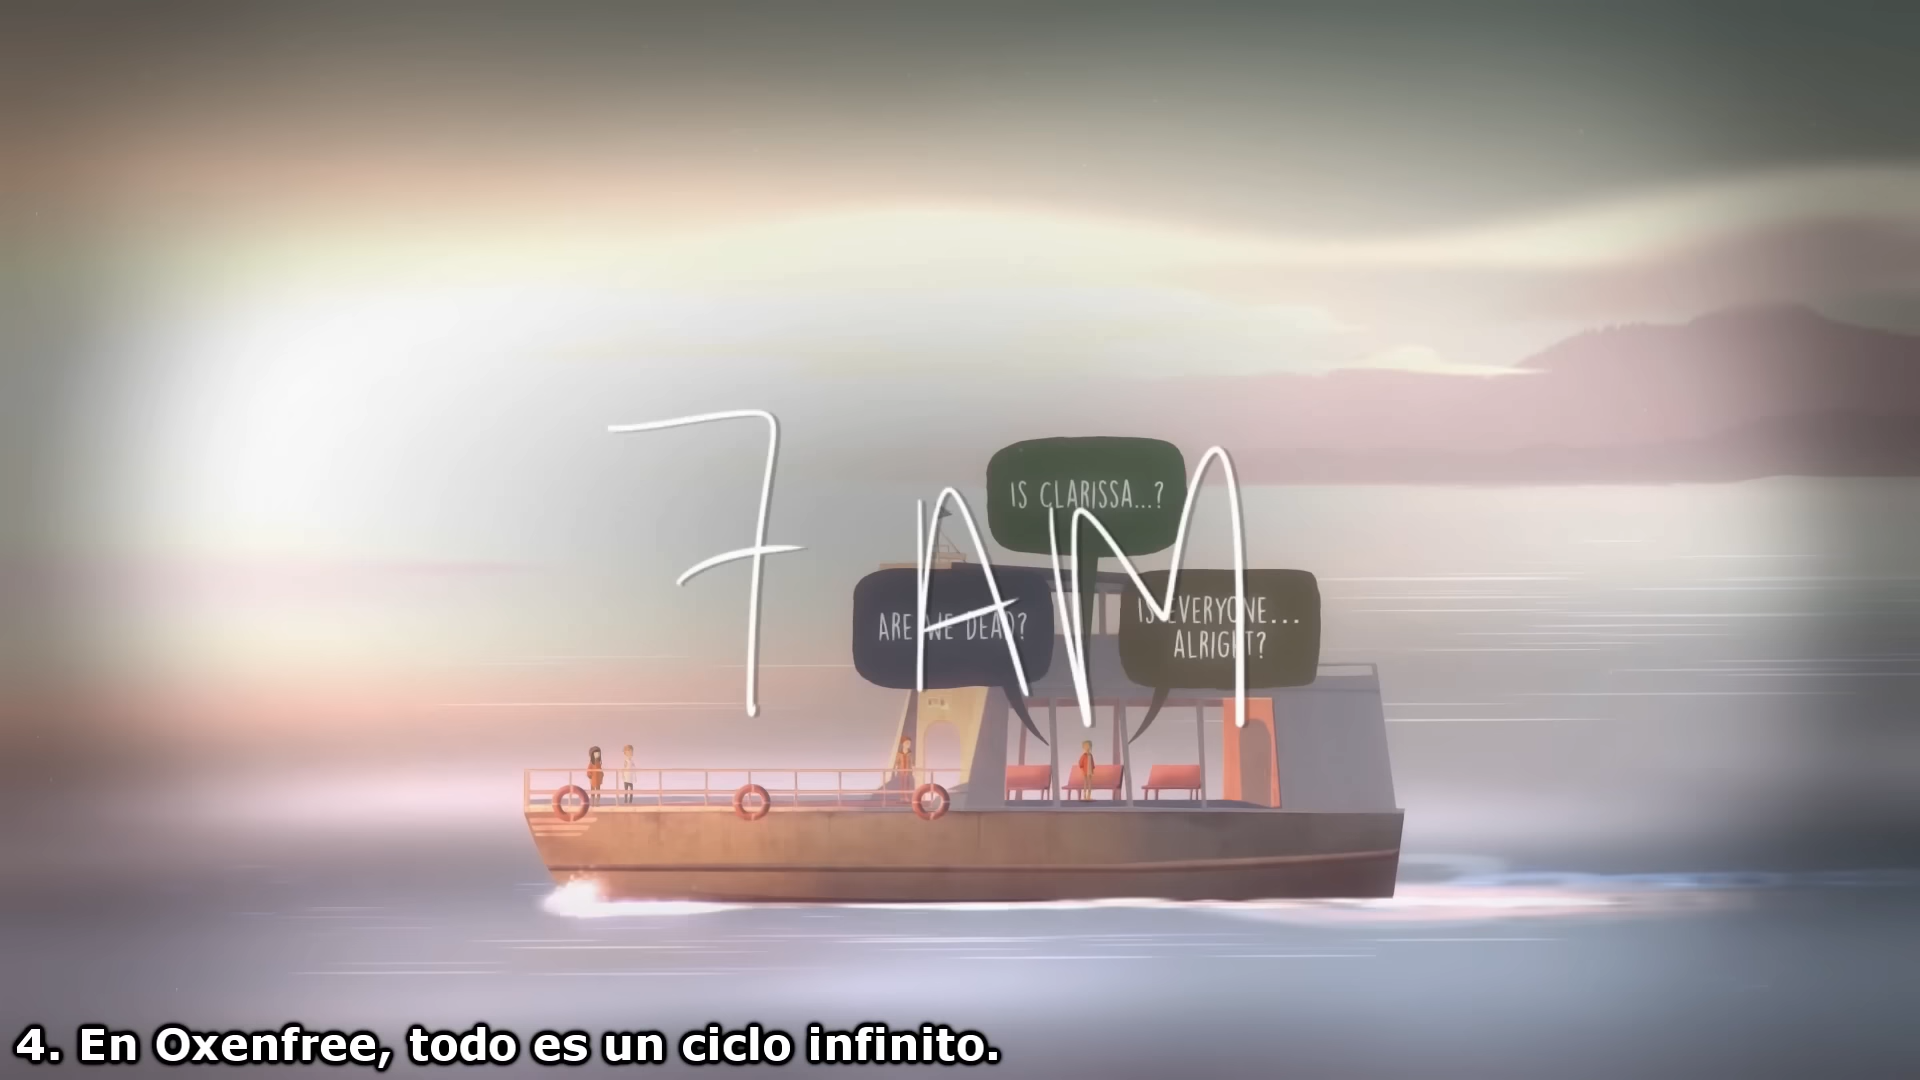 7 AM
IS CLARISSA...?
ARE WE DEAD?
IS EVERYONE...
ALRIGHT?
4. En Oxenfree, todo es un ciclo infinito.